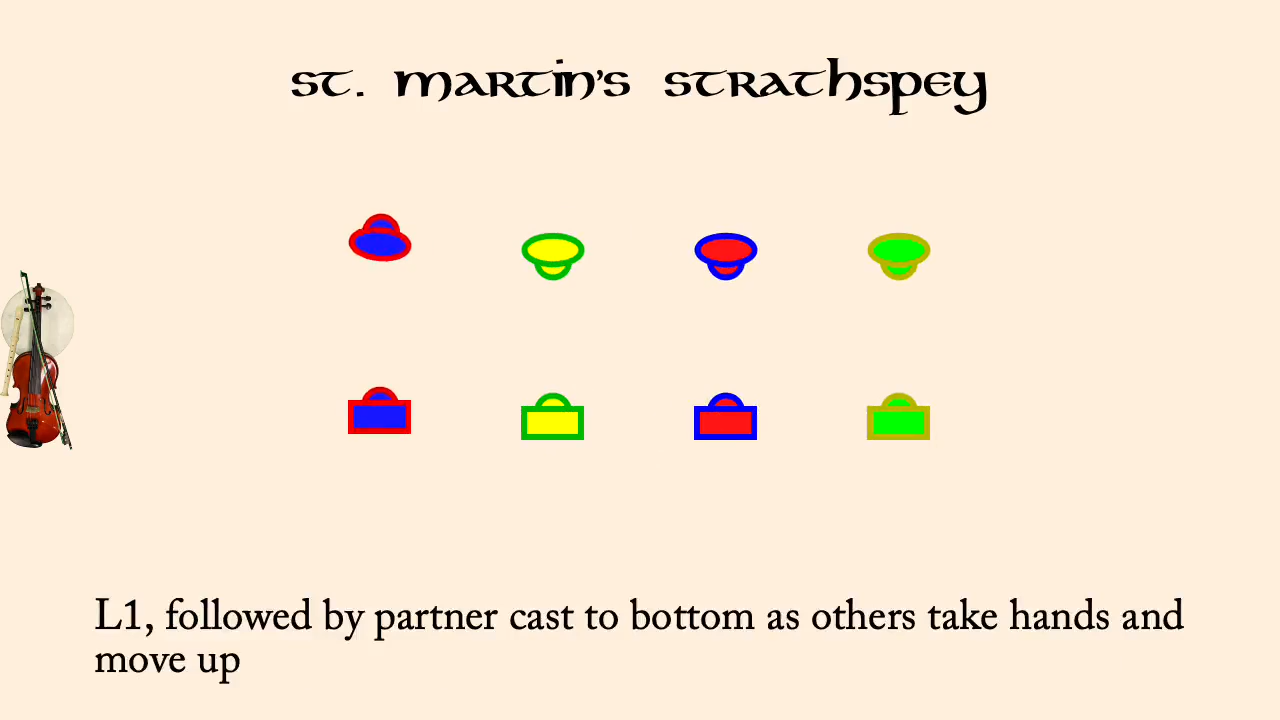 St. Martin's Strathspey
L1, followed by partner cast to bottom as others take hands and
move up